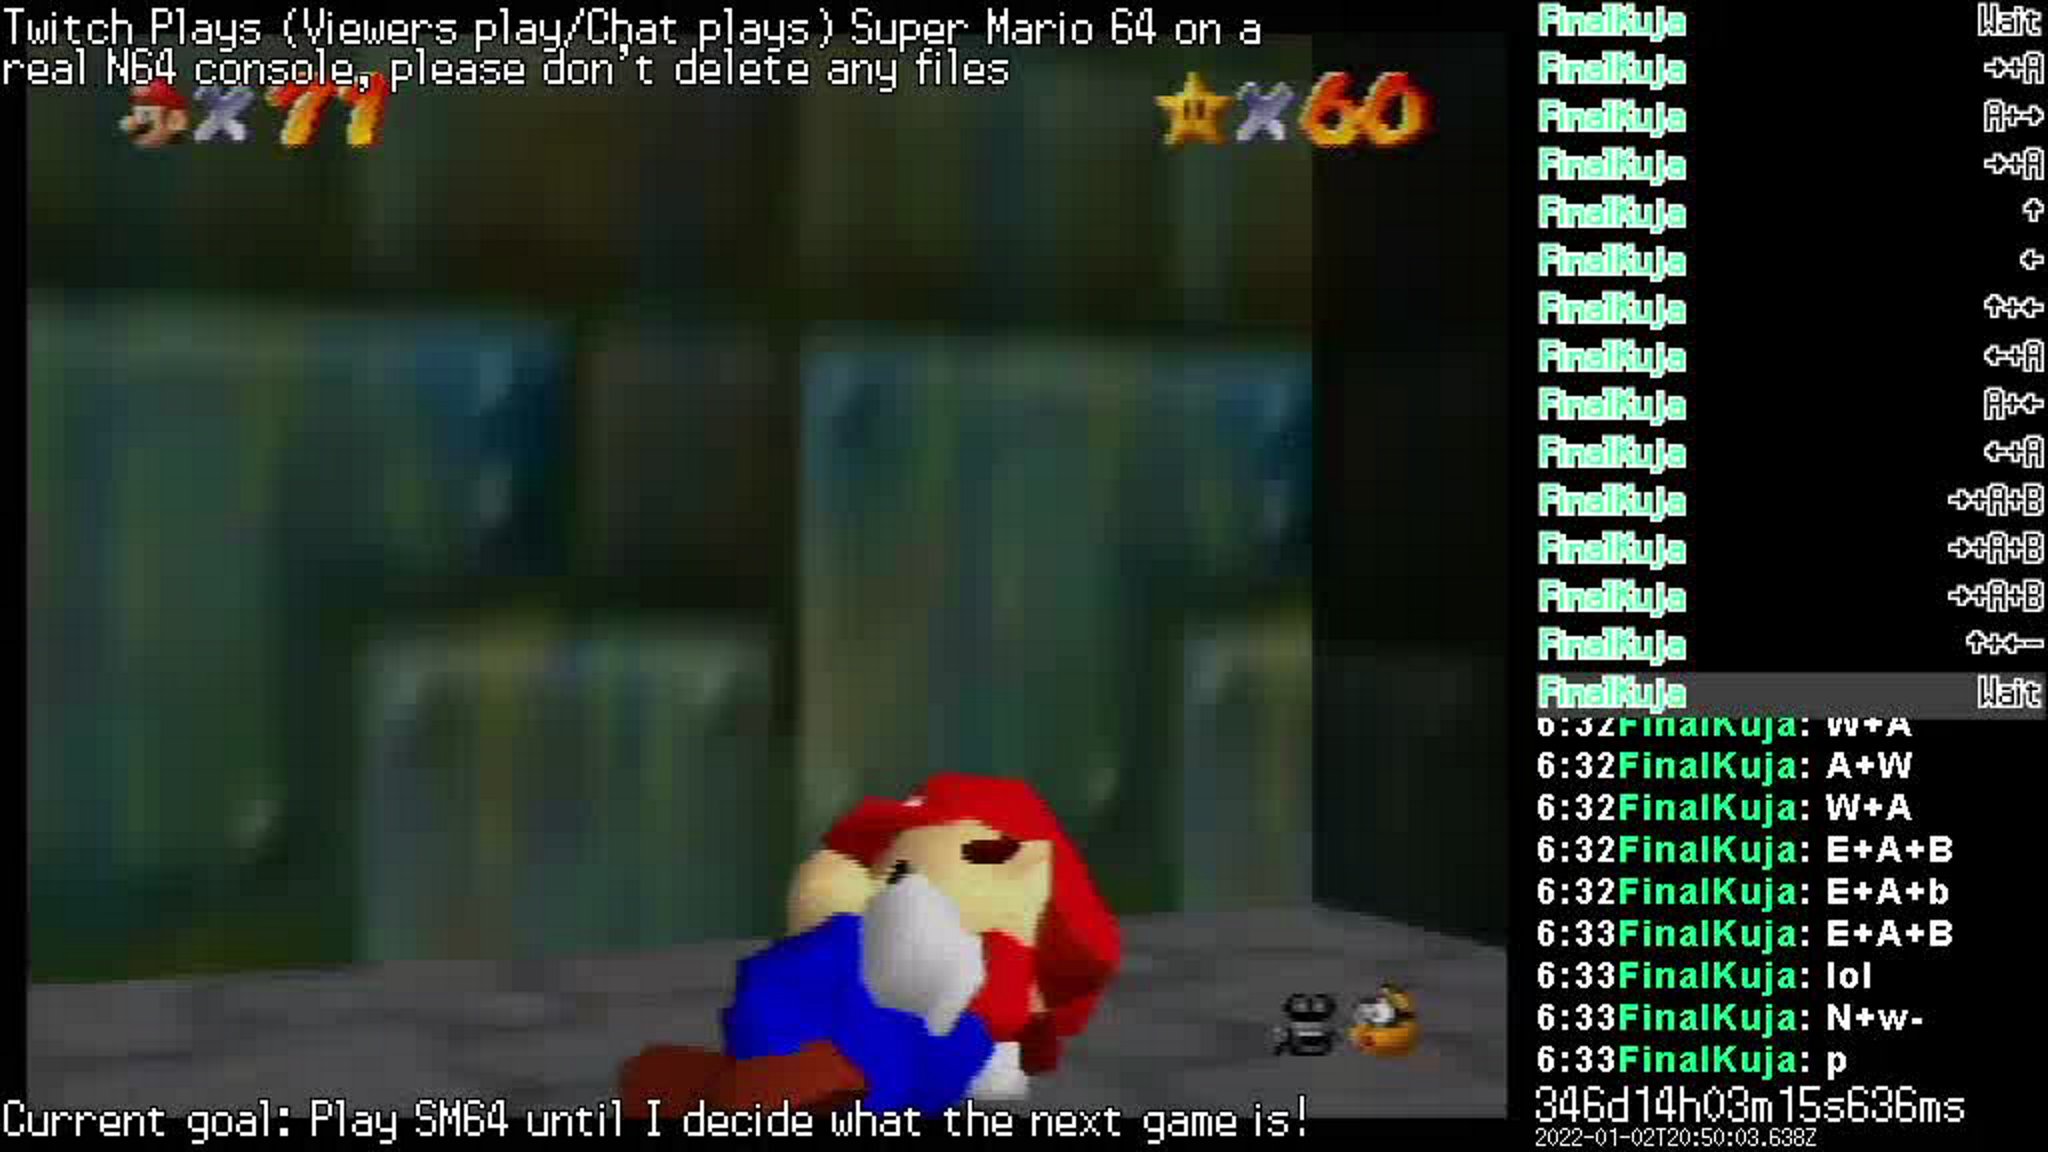 Twitch Plays (Viewers play/Chat plays) Super Mario 64 on a
real N64 console, please don't delete any files
x 71
x 60
FinalKuja Wait
FinalKuja →+A
FinalKuja A+→
FinalKuja →+A
FinalKuja ↑
FinalKuja ←
FinalKuja ↑+←
FinalKuja ←+A
FinalKuja A+←
FinalKuja ←+A
FinalKuja →+A+B
FinalKuja →+A+B
FinalKuja →+A+B
FinalKuja ↑+←-
FinalKuja Wait
6:32FinalKuja: W+A
6:32FinalKuja: A+W
6:32FinalKuja: W+A
6:32FinalKuja: E+A+B
6:32FinalKuja: E+A+b
6:33FinalKuja: E+A+B
6:33FinalKuja: lol
6:33FinalKuja: N+w-
6:33FinalKuja: p
346d14h03m15s636ms
2022-01-02T20:50:03.638Z
Current goal: Play SM64 until I decide what the next game is!